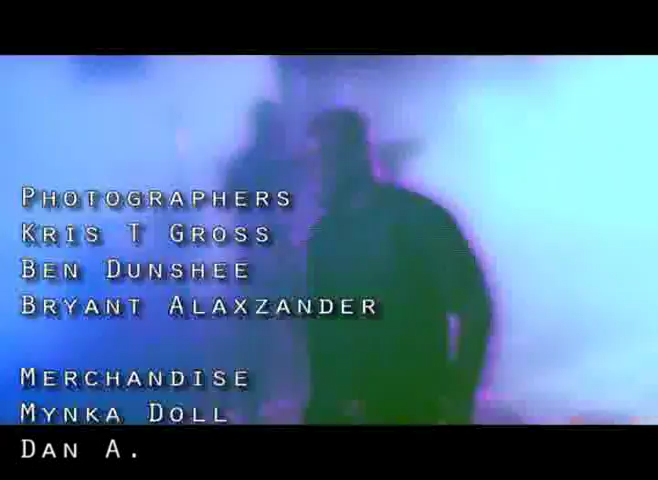 Photographers
Kris T Gross
Ben Dunshee
Bryant Alaxzander
Merchandise
Mynka Doll
Dan A.